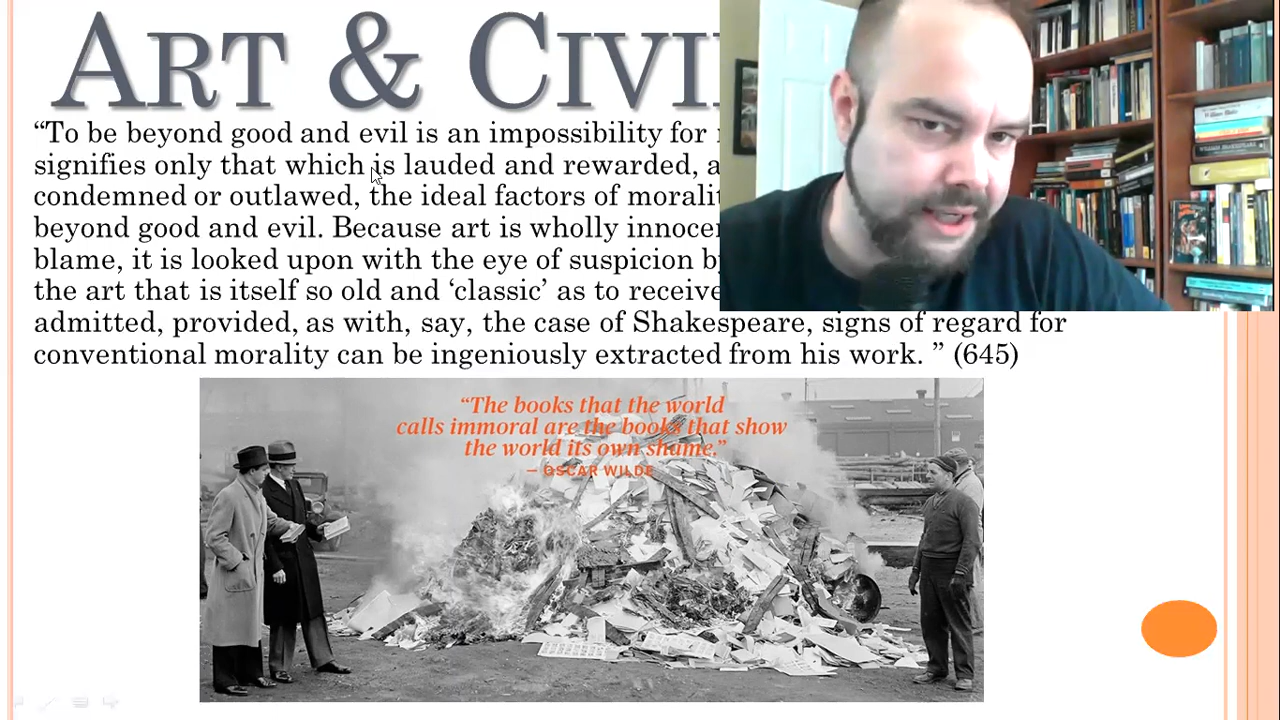 ART & CIVI
“To be beyond good and evil is an impossibility for
signifies only that which is lauded and rewarded,
condemned or outlawed, the ideal factors of moralit
beyond good and evil. Because art is wholly innocen
blame, it is looked upon with the eye of suspicion b
the art that is itself so old and ‘classic’ as to receive
admitted, provided, as with, say, the case of Shakespeare, signs of regard for
conventional morality can be ingeniously extracted from his work. ” (645)
“The books that the world
calls immoral are the books that show
the world its own shame.”
— OSCAR WILDE
WILLIAM SHAKESPEARE